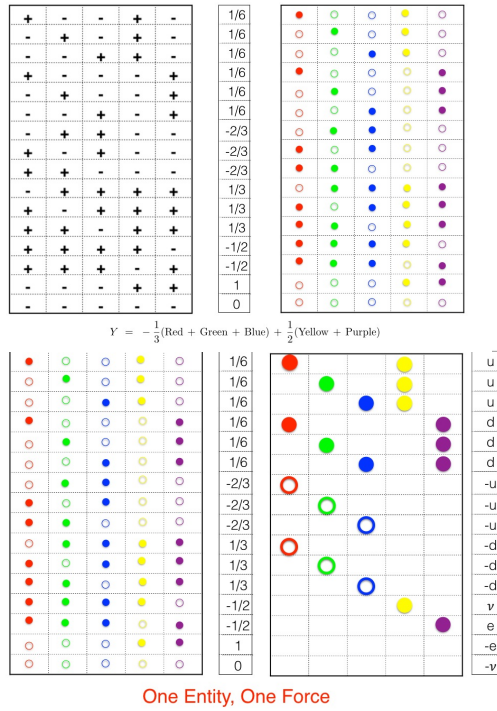 + - - + - 1/6
- + - + - 1/6
- - + + - 1/6
+ - - - + 1/6
- + - - + 1/6
- - + - + 1/6
- + + - - -2/3
+ - + - - -2/3
+ + - - - -2/3
- + + + + 1/3
+ - + + + 1/3
+ + - + + 1/3
+ + + + - -1/2
+ + + - + -1/2
- - - + + 1
- - - - - 0
Y = - 1/3 (Red + Green + Blue) + 1/2 (Yellow + Purple)
1/6 u
1/6 u
1/6 u
1/6 d
1/6 d
1/6 d
-2/3 -u
-2/3 -u
-2/3 -u
1/3 -d
1/3 -d
1/3 -d
-1/2 ν
-1/2 e
1 -e
0 -ν
One Entity, One Force